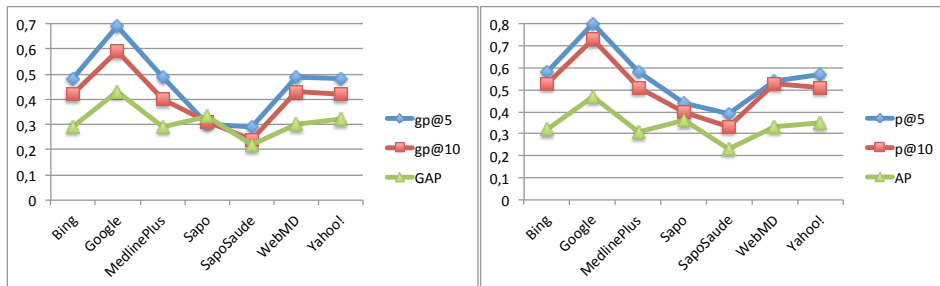 0,7
0,6
0,5
0,4
0,3
0,2
0,1
0
Bing
Google
MedlinePlus
Sapo
SapoSaude
WebMD
Yahoo!
gp@5
gp@10
GAP
0,8
0,7
0,6
0,5
0,4
0,3
0,2
0,1
0
Bing
Google
MedlinePlus
Sapo
SapoSaude
WebMD
Yahoo!
p@5
p@10
AP